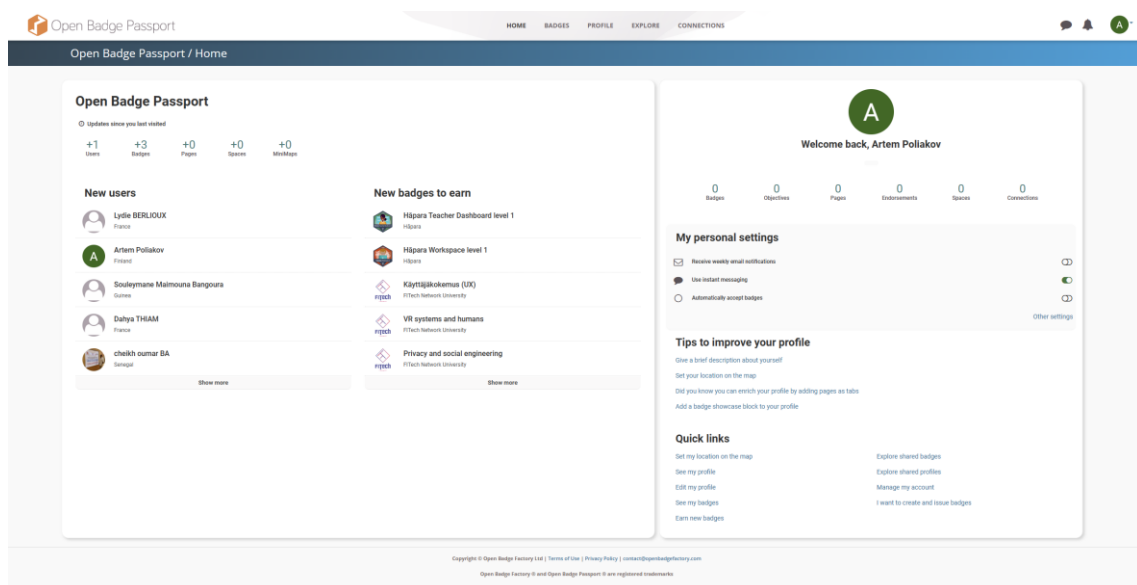 Open Badge Passport
HOME BADGES PROFILE EXPLORE CONNECTIONS
A
Open Badge Passport / Home
Open Badge Passport
Updates since you last visited
+1 +3 +0 +0 +0
Users Badges Pages Spaces MiniMaps
New users
Lydie BERLIOUX
France
A
Artem Poliakov
Finland
Souleymane Maimouna Bangoura
Guinea
Dahya THIAM
France
cheikh oumar BA
Senegal
Show more
New badges to earn
Hāpara Teacher Dashboard level 1
Hāpara
Hāpara Workspace level 1
Hāpara
Käyttäjäkokemus (UX)
FITech Network University
FITech
VR systems and humans
FITech Network University
FITech
Privacy and social engineering
FITech Network University
FITech
Show more
A
Welcome back, Artem Poliakov
0 0 0 0 0 0
Badges Objectives Pages Endorsements Spaces Connections
My personal settings
Receive weekly email notifications
Use instant messaging
Automatically accept badges
Other settings
Tips to improve your profile
Give a brief description about yourself
Set your location on the map
Did you know you can enrich your profile by adding pages as tabs
Add a badge showcase block to your profile
Quick links
Set my location on the map
See my profile
Edit my profile
See my badges
Earn new badges
Explore shared badges
Explore shared profiles
Manage my account
I want to create and issue badges
Copyright © Open Badge Factory Ltd | Terms of Use | Privacy Policy | contact@openbadgefactory.com
Open Badge Factory ® and Open Badge Passport ® are registered trademarks